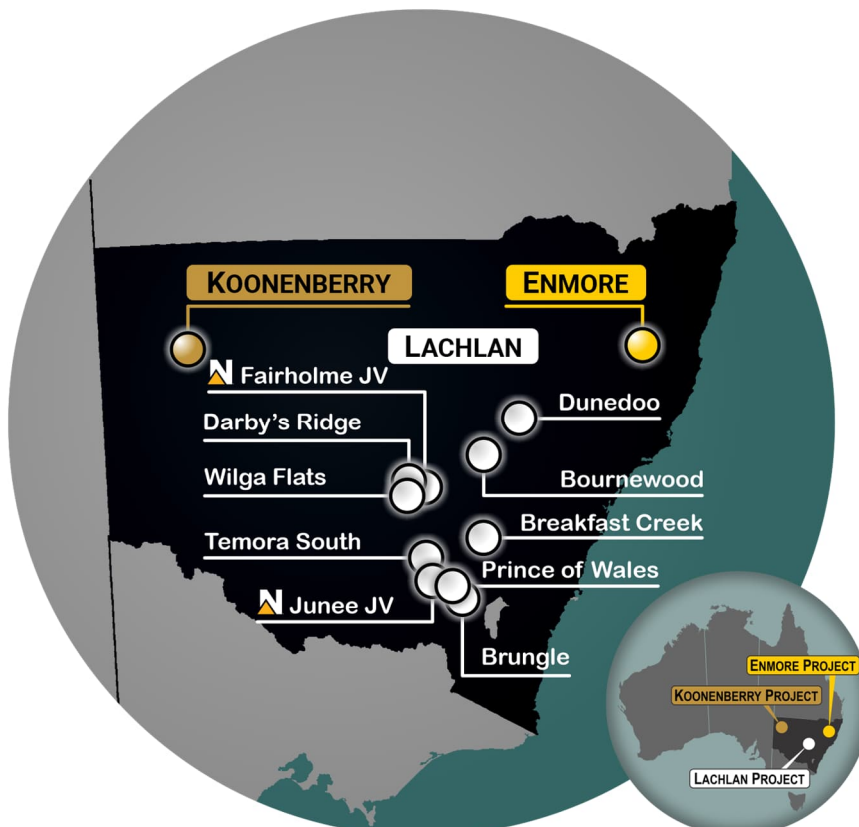 KOONENBERRY
ENMORE
LACHLAN
N Fairholme JV
Dunedoo
Darby's Ridge
Wilga Flats
Bournewood
Breakfast Creek
Temora South
Prince of Wales
N Junee JV
Brungle
ENMORE PROJECT
KOONENBERRY PROJECT
LACHLAN PROJECT